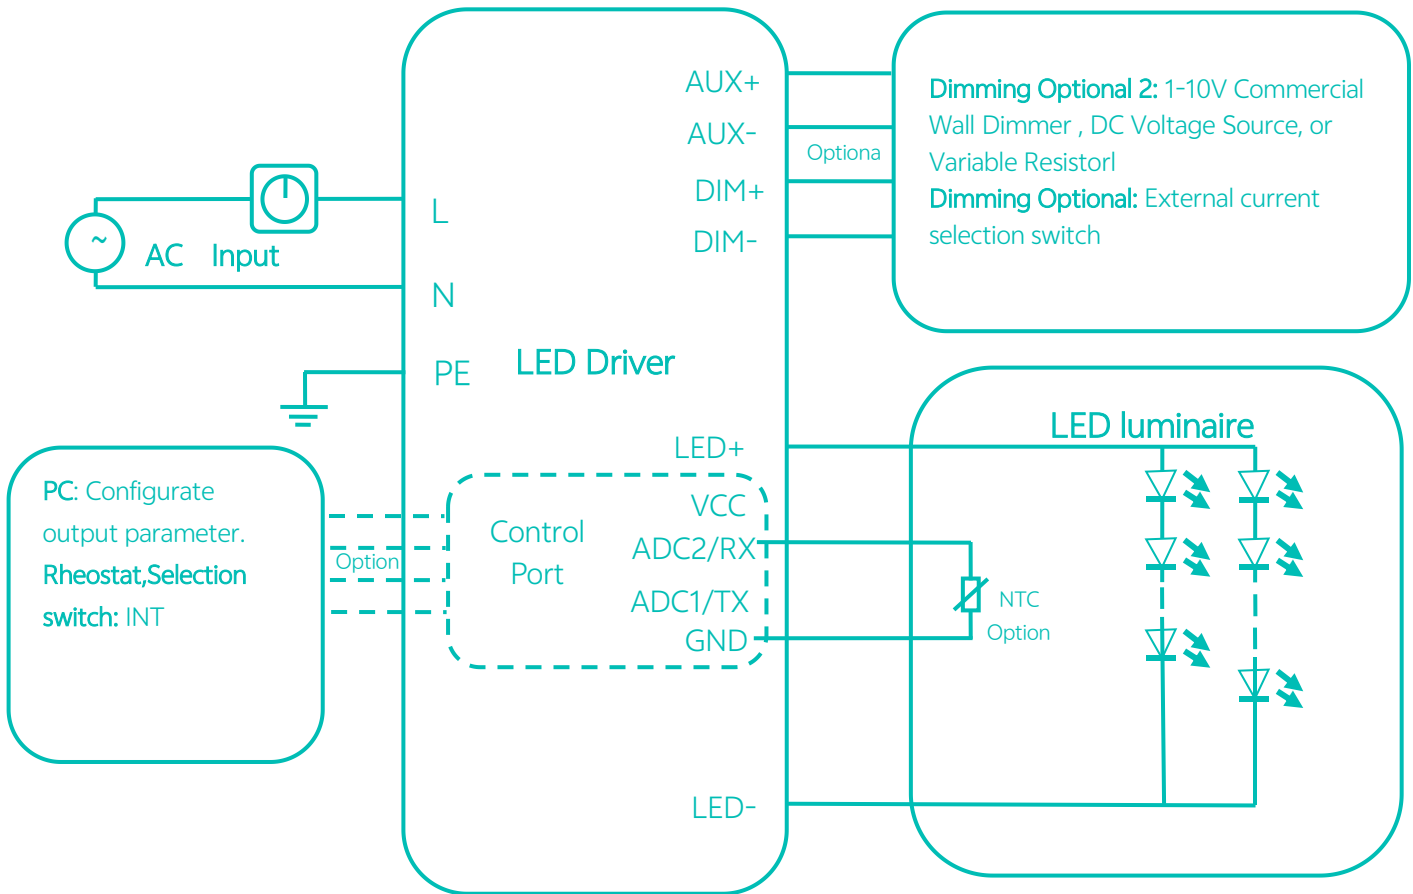 AUX+
AUX-
Optiona
DIM+
DIM-
Dimming Optional 2: 1-10V Commercial
Wall Dimmer , DC Voltage Source, or
Variable Resistorl
Dimming Optional: External current
selection switch
~
AC Input
L
N
PE
LED Driver
LED luminaire
LED+
PC: Configurate
output parameter.
Rheostat,Selection
switch: INT
Option
Control
Port
VCC
ADC2/RX
ADC1/TX
GND
NTC
Option
LED-